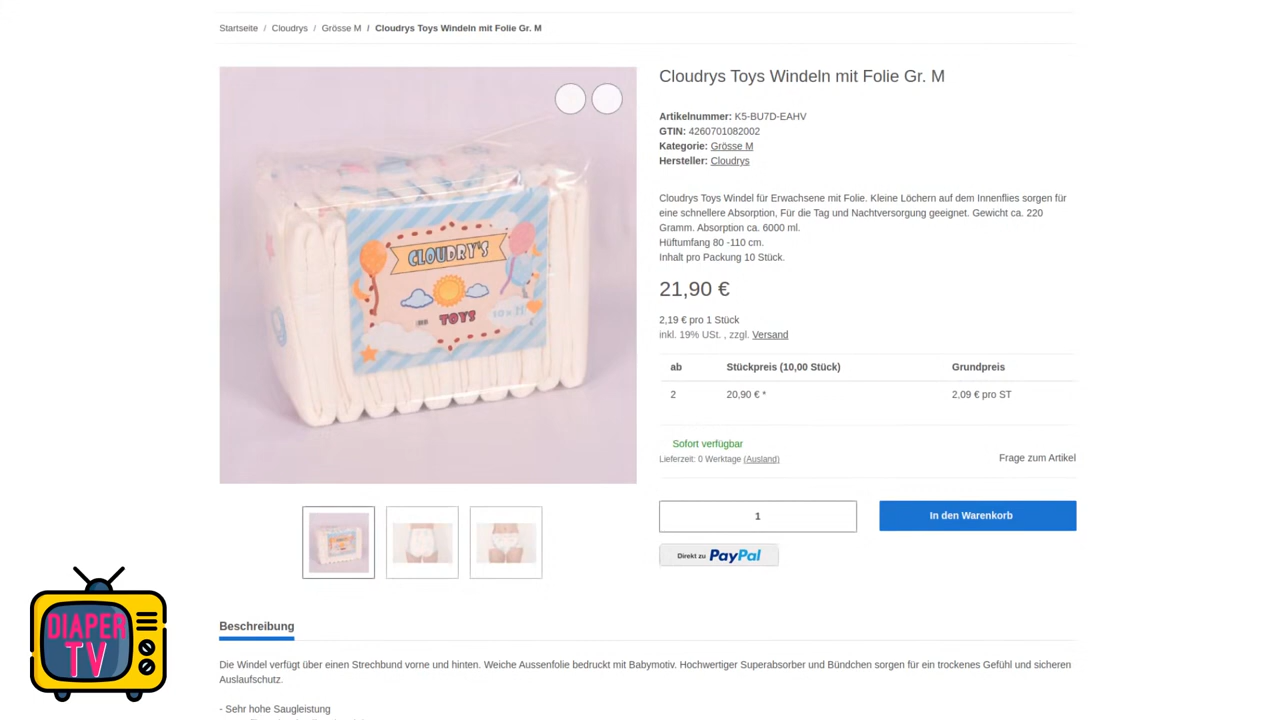 Startseite / Cloudrys / Grösse M / Cloudrys Toys Windeln mit Folie Gr. M
Cloudrys Toys Windeln mit Folie Gr. M
Artikelnummer: K5-BU7D-EAHV
GTIN: 4260701082002
Kategorie: Grösse M
Hersteller: Cloudrys
CLOUDRY'S
TOYS
Cloudrys Toys Windel für Erwachsene mit Folie. Kleine Löchern auf dem Innenflies sorgen für
eine schnellere Absorption, Für die Tag und Nachtversorgung geeignet. Gewicht ca. 220
Gramm. Absorption ca. 6000 ml.
Hüftumfang 80 -110 cm.
Inhalt pro Packung 10 Stück.
21,90 €
2,19 € pro 1 Stück
inkl. 19% USt. , zzgl. Versand
ab Stückpreis (10,00 Stück) Grundpreis
2 20,90 € * 2,09 € pro ST
Sofort verfügbar
Lieferzeit: 0 Werktage (Ausland)
Frage zum Artikel
1
In den Warenkorb
Direkt zu PayPal
DIAPER
TV
Beschreibung
Die Windel verfügt über einen Strechbund vorne und hinten. Weiche Aussenfolie bedruckt mit Babymotiv. Hochwertiger Superabsorber und Bündchen sorgen für ein trockenes Gefühl und sicheren
Auslaufschutz.
- Sehr hohe Saugleistung